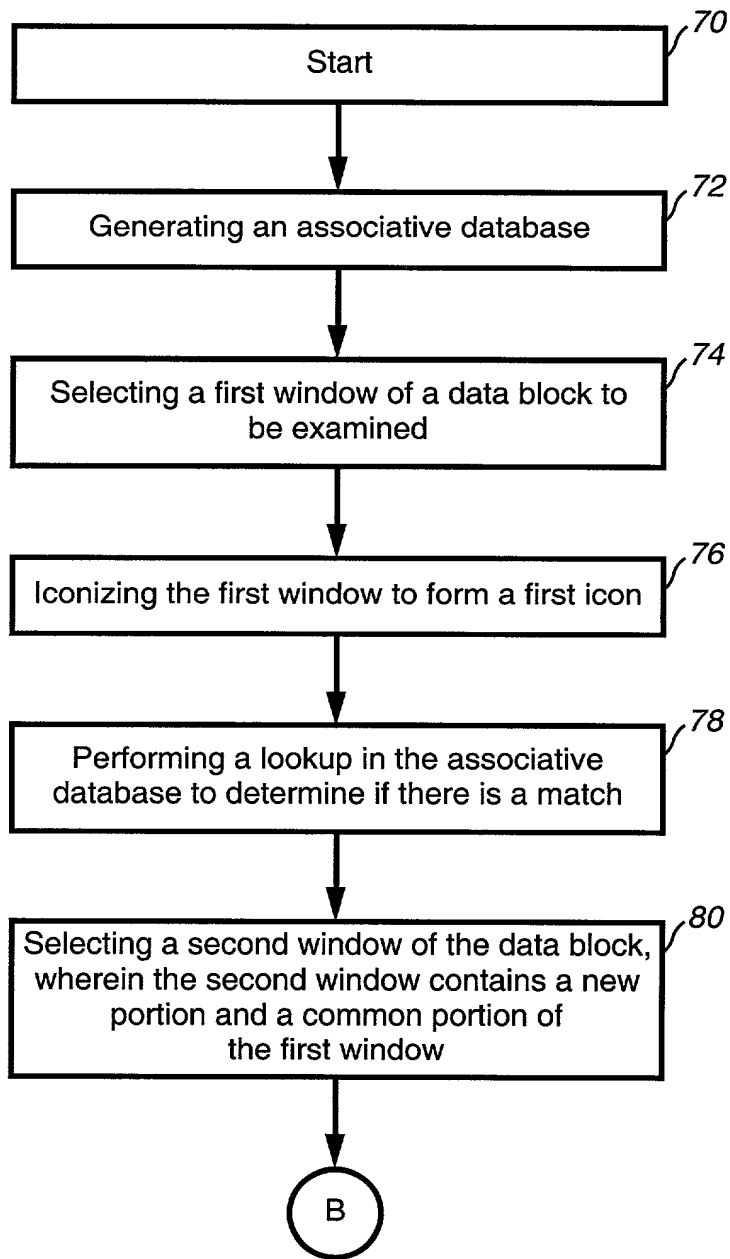 70
Start
72
Generating an associative database
74
Selecting a first window of a data block to
be examined
76
Iconizing the first window to form a first icon
78
Performing a lookup in the associative
database to determine if there is a match
80
Selecting a second window of the data block,
wherein the second window contains a new
portion and a common portion of
the first window
B